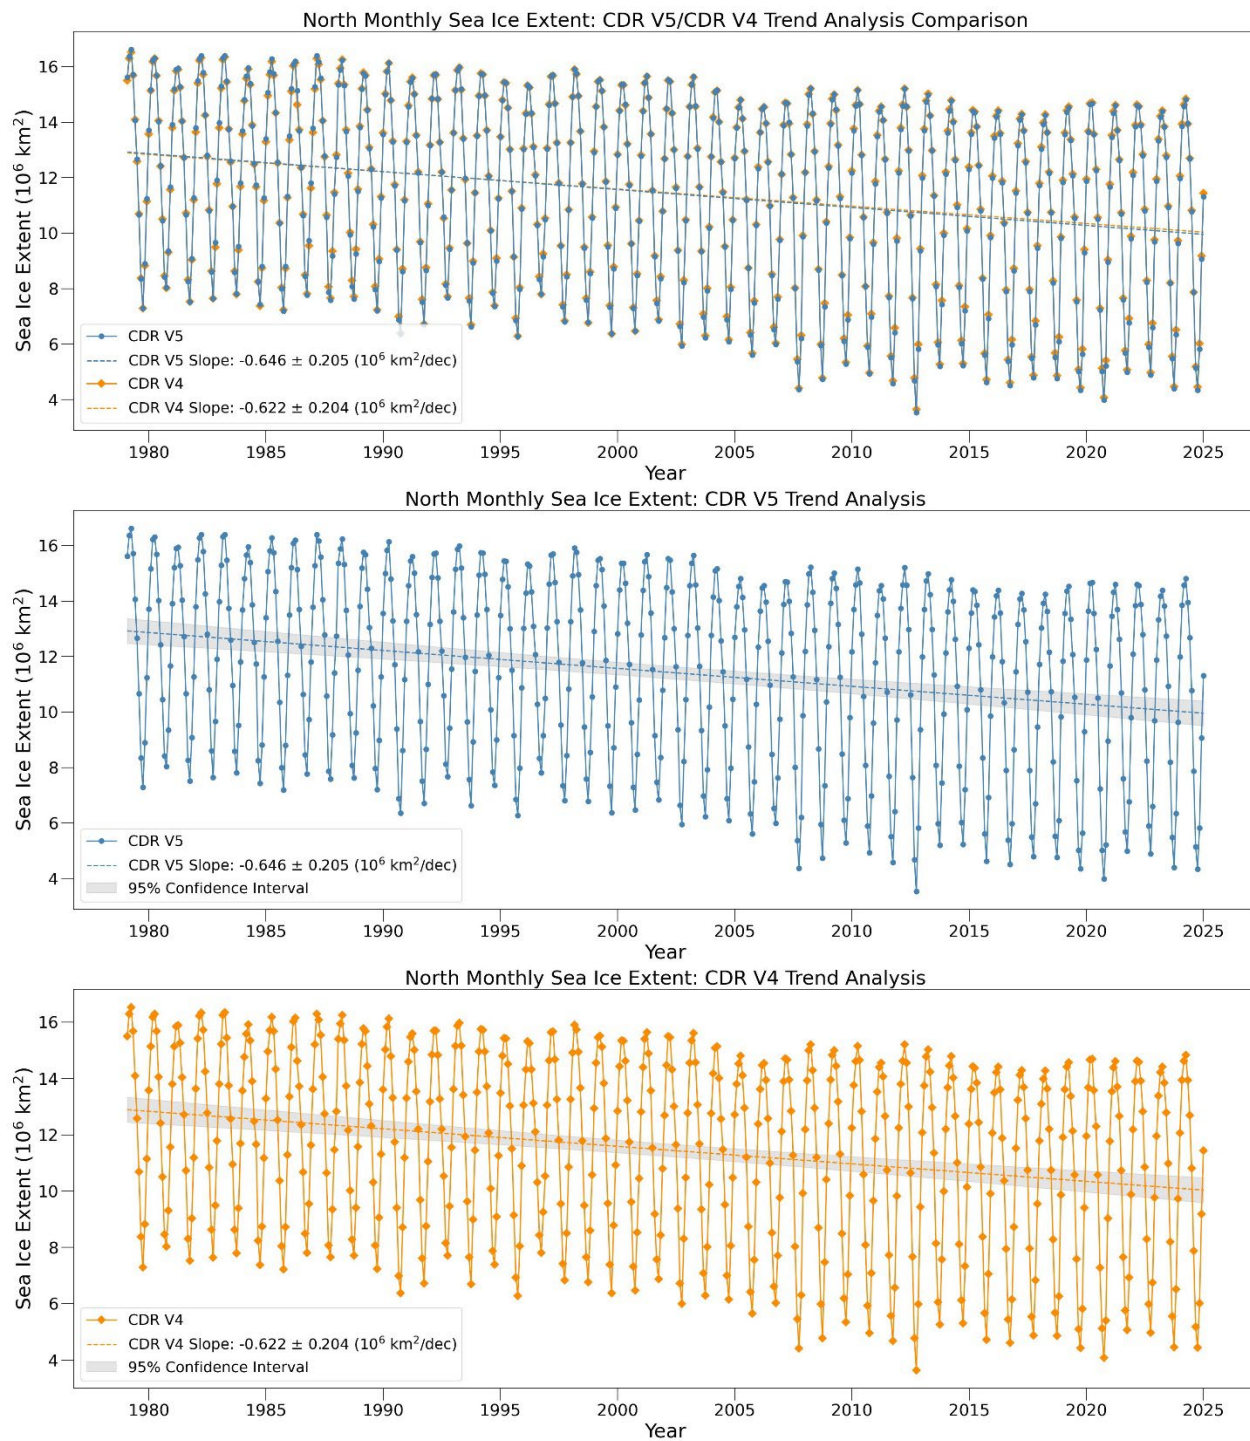 North Monthly Sea Ice Extent: CDR V5/CDR V4 Trend Analysis Comparison
Sea Ice Extent (10⁶ km²)
16
14
12
10
8
6
4
CDR V5
CDR V5 Slope: -0.646 ± 0.205 (10⁶ km²/dec)
CDR V4
CDR V4 Slope: -0.622 ± 0.204 (10⁶ km²/dec)
1980 1985 1990 1995 2000 2005 2010 2015 2020 2025
Year
North Monthly Sea Ice Extent: CDR V5 Trend Analysis
Sea Ice Extent (10⁶ km²)
16
14
12
10
8
6
4
CDR V5
CDR V5 Slope: -0.646 ± 0.205 (10⁶ km²/dec)
95% Confidence Interval
1980 1985 1990 1995 2000 2005 2010 2015 2020 2025
Year
North Monthly Sea Ice Extent: CDR V4 Trend Analysis
Sea Ice Extent (10⁶ km²)
16
14
12
10
8
6
4
CDR V4
CDR V4 Slope: -0.622 ± 0.204 (10⁶ km²/dec)
95% Confidence Interval
1980 1985 1990 1995 2000 2005 2010 2015 2020 2025
Year